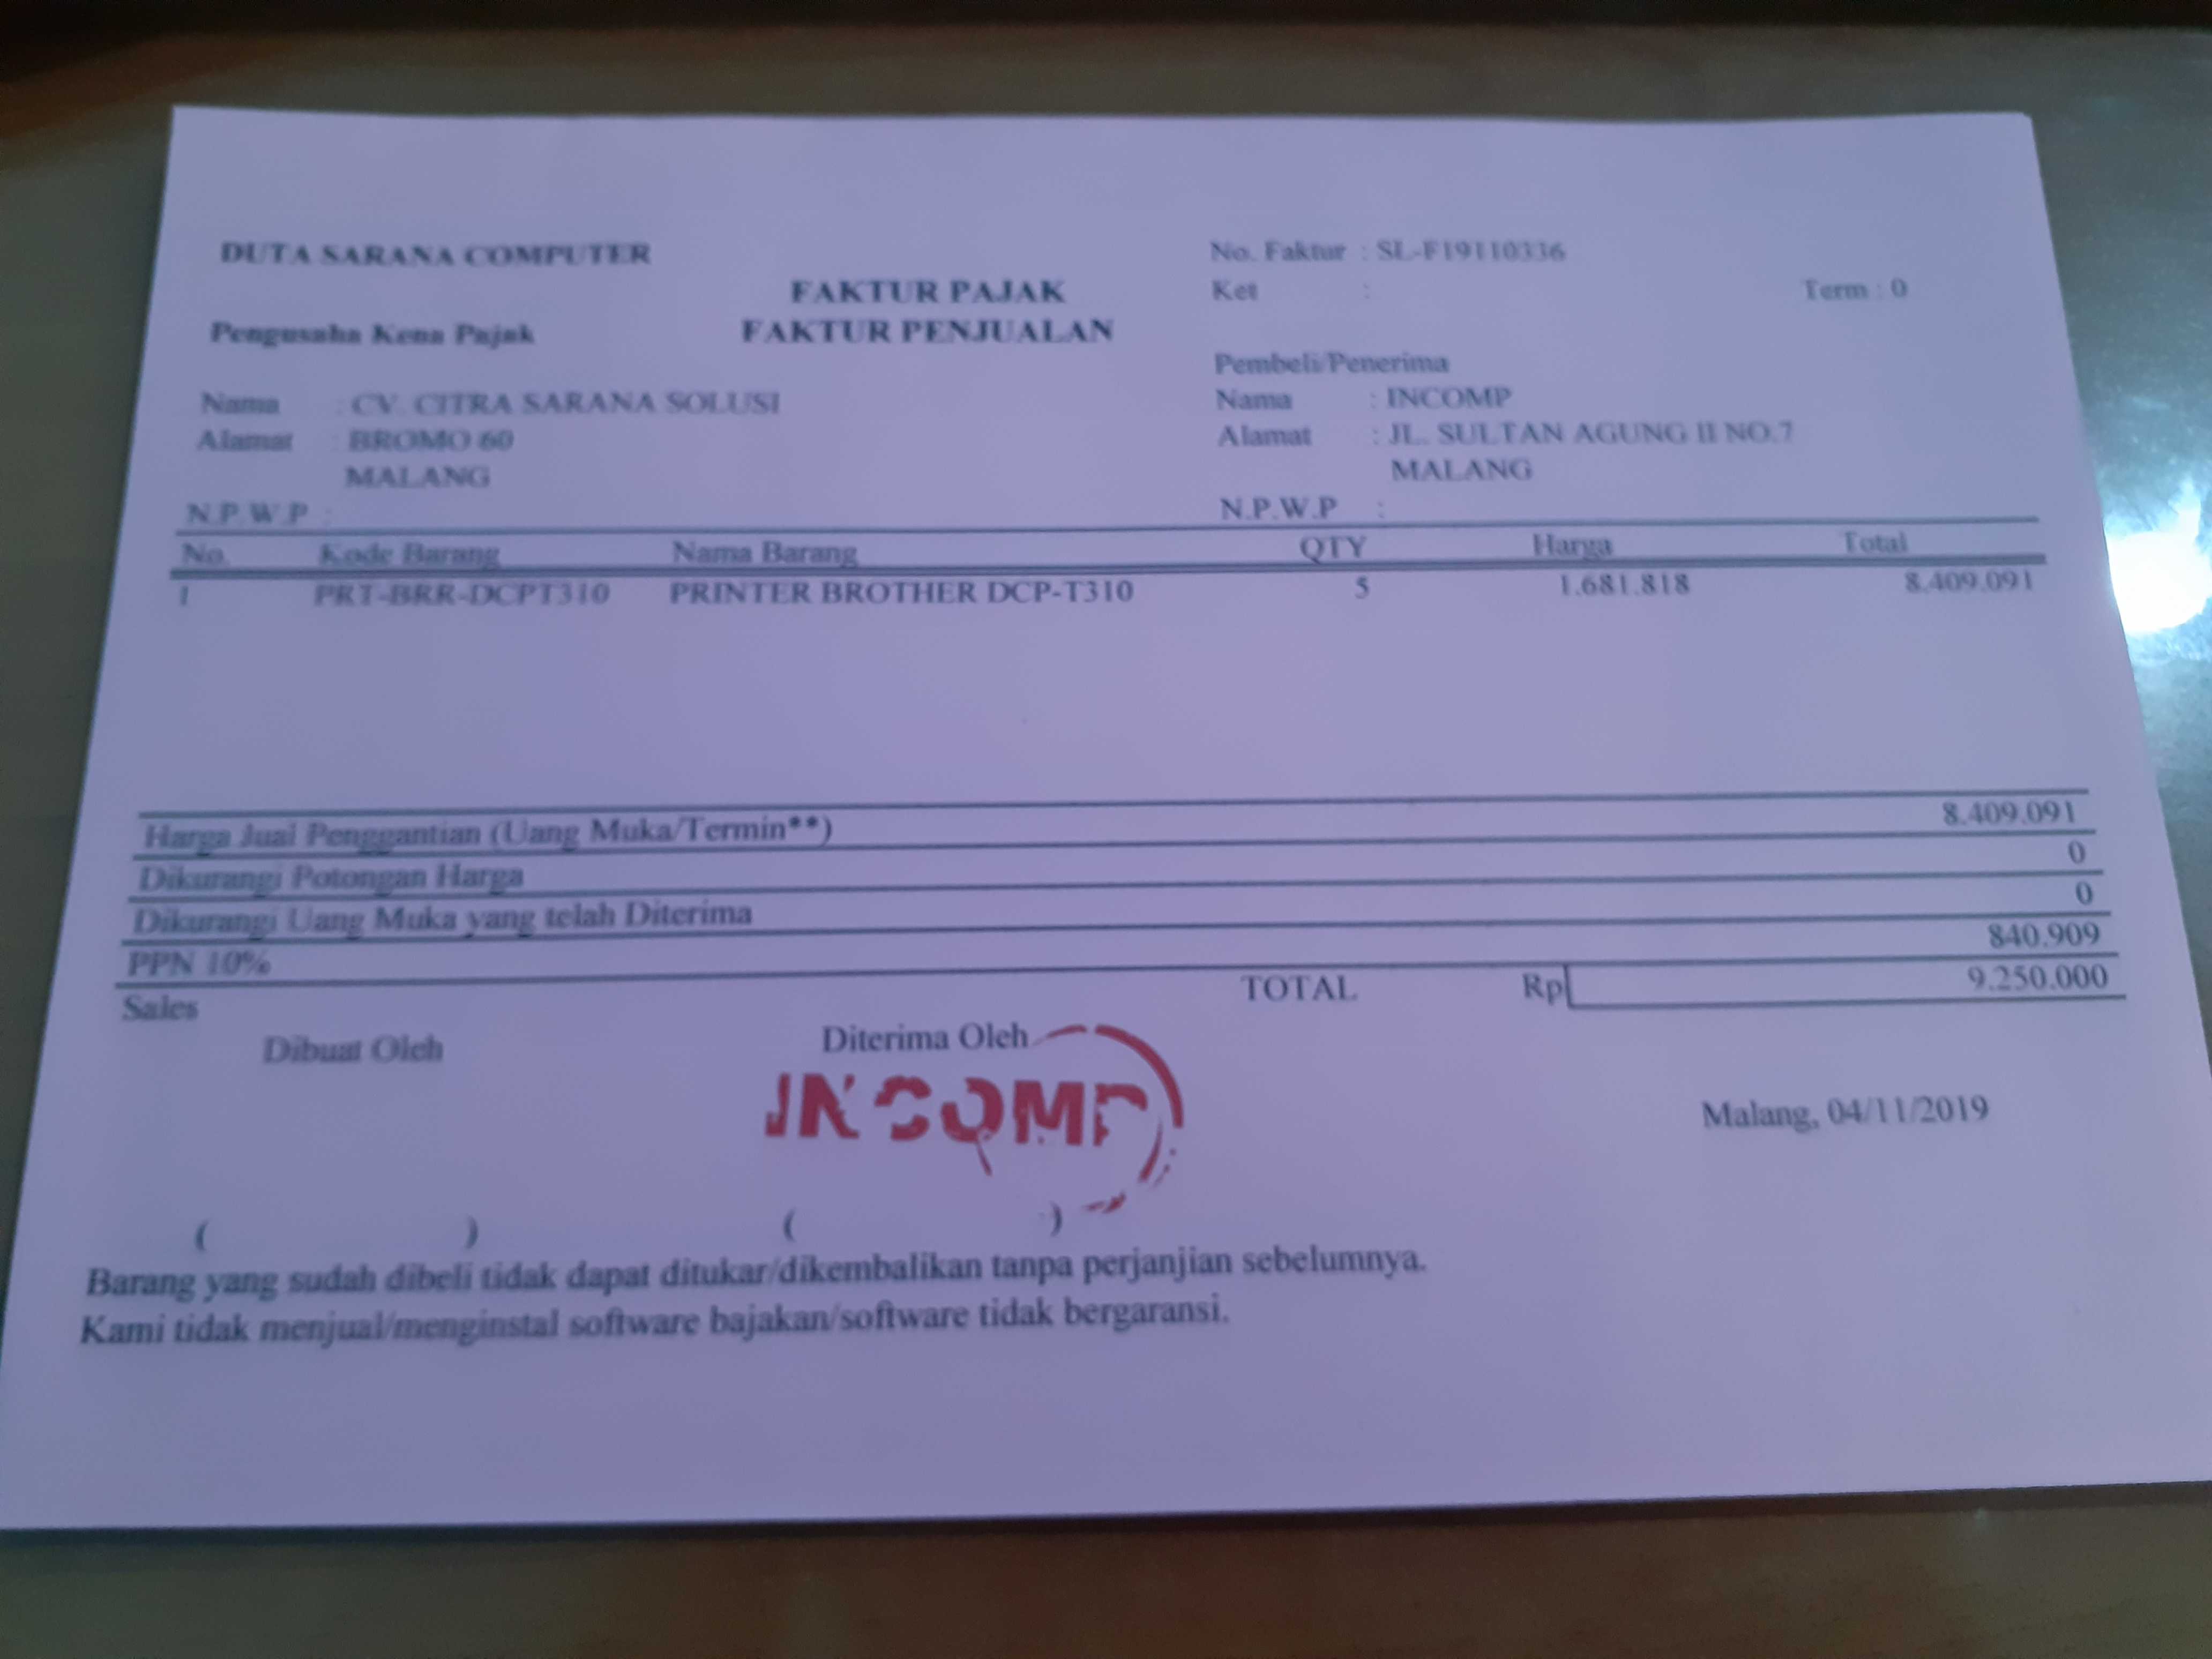 DUTA SARANA COMPUTER
No. Faktur : SL-F19110336
FAKTUR PAJAK
Ket :
Term : 0
Pengusaha Kena Pajak
FAKTUR PENJUALAN
Pembeli/Penerima
Nama : CV. CITRA SARANA SOLUSI
Nama : INCOMP
Alamat : BROMO 60
Alamat : JL. SULTAN AGUNG II NO.7
MALANG
MALANG
N.P.W.P :
N.P.W.P :
No. Kode Barang Nama Barang QTY Harga Total
1 PRT-BRR-DCPT310 PRINTER BROTHER DCP-T310 5 1.681.818 8.409.091
Harga Jual Penggantian (Uang Muka/Termin**) 8.409.091
Dikurangi Potongan Harga 0
Dikurangi Uang Muka yang telah Diterima 0
PPN 10% 840.909
Sales
TOTAL Rp 9.250.000
Dibuat Oleh
Diterima Oleh
INCOMP
Malang, 04/11/2019
( ) ( )
Barang yang sudah dibeli tidak dapat ditukar/dikembalikan tanpa perjanjian sebelumnya.
Kami tidak menjual/menginstal software bajakan/software tidak bergaransi.